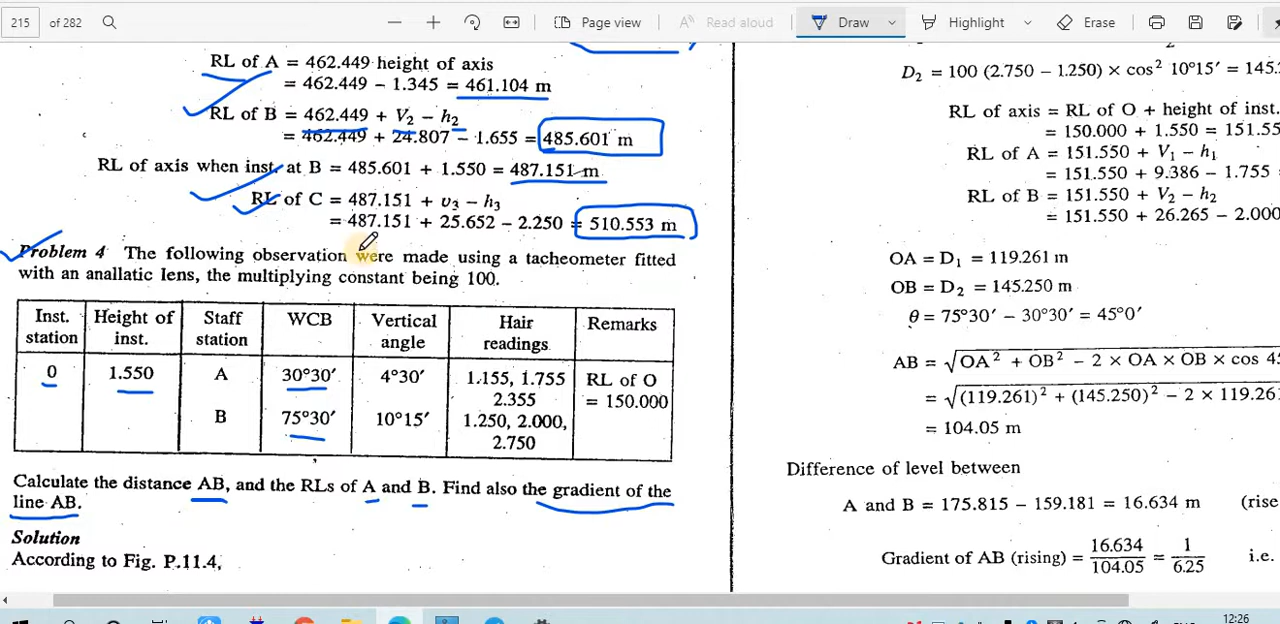 215 of 282 Page view Read aloud Draw Highlight Erase
RL of A = 462.449 height of axis
= 462.449 − 1.345 = 461.104 m
RL of B = 462.449 + V2 − h2
= 462.449 + 24.807 − 1.655 = 485.601 m
RL of axis when inst. at B = 485.601 + 1.550 = 487.151 m
RL of C = 487.151 + υ3 − h3
= 487.151 + 25.652 − 2.250 = 510.553 m
Problem 4 The following observation were made using a tacheometer fitted
with an anallatic lens, the multiplying constant being 100.
Inst. station Height of inst. Staff station WCB Vertical angle Hair readings Remarks
0 1.550 A 30°30′ 4°30′ 1.155, 1.755 2.355 RL of O = 150.000
B 75°30′ 10°15′ 1.250, 2.000, 2.750
Calculate the distance AB, and the RLs of A and B. Find also the gradient of the
line AB.
Solution
According to Fig. P.11.4,
D2 = 100 (2.750 − 1.250) × cos2 10°15′ = 145.
RL of axis = RL of O + height of inst.
= 150.000 + 1.550 = 151.55
RL of A = 151.550 + V1 − h1
= 151.550 + 9.386 − 1.755
RL of B = 151.550 + V2 − h2
= 151.550 + 26.265 − 2.000
OA = D1 = 119.261 m
OB = D2 = 145.250 m
θ = 75°30′ − 30°30′ = 45°0′
AB = √OA2 + OB2 − 2 × OA × OB × cos 4
= √(119.261)2 + (145.250)2 − 2 × 119.261
= 104.05 m
Difference of level between
A and B = 175.815 − 159.181 = 16.634 m (rise
Gradient of AB (rising) = 16.634/104.05 = 1/6.25 i.e.
12:26